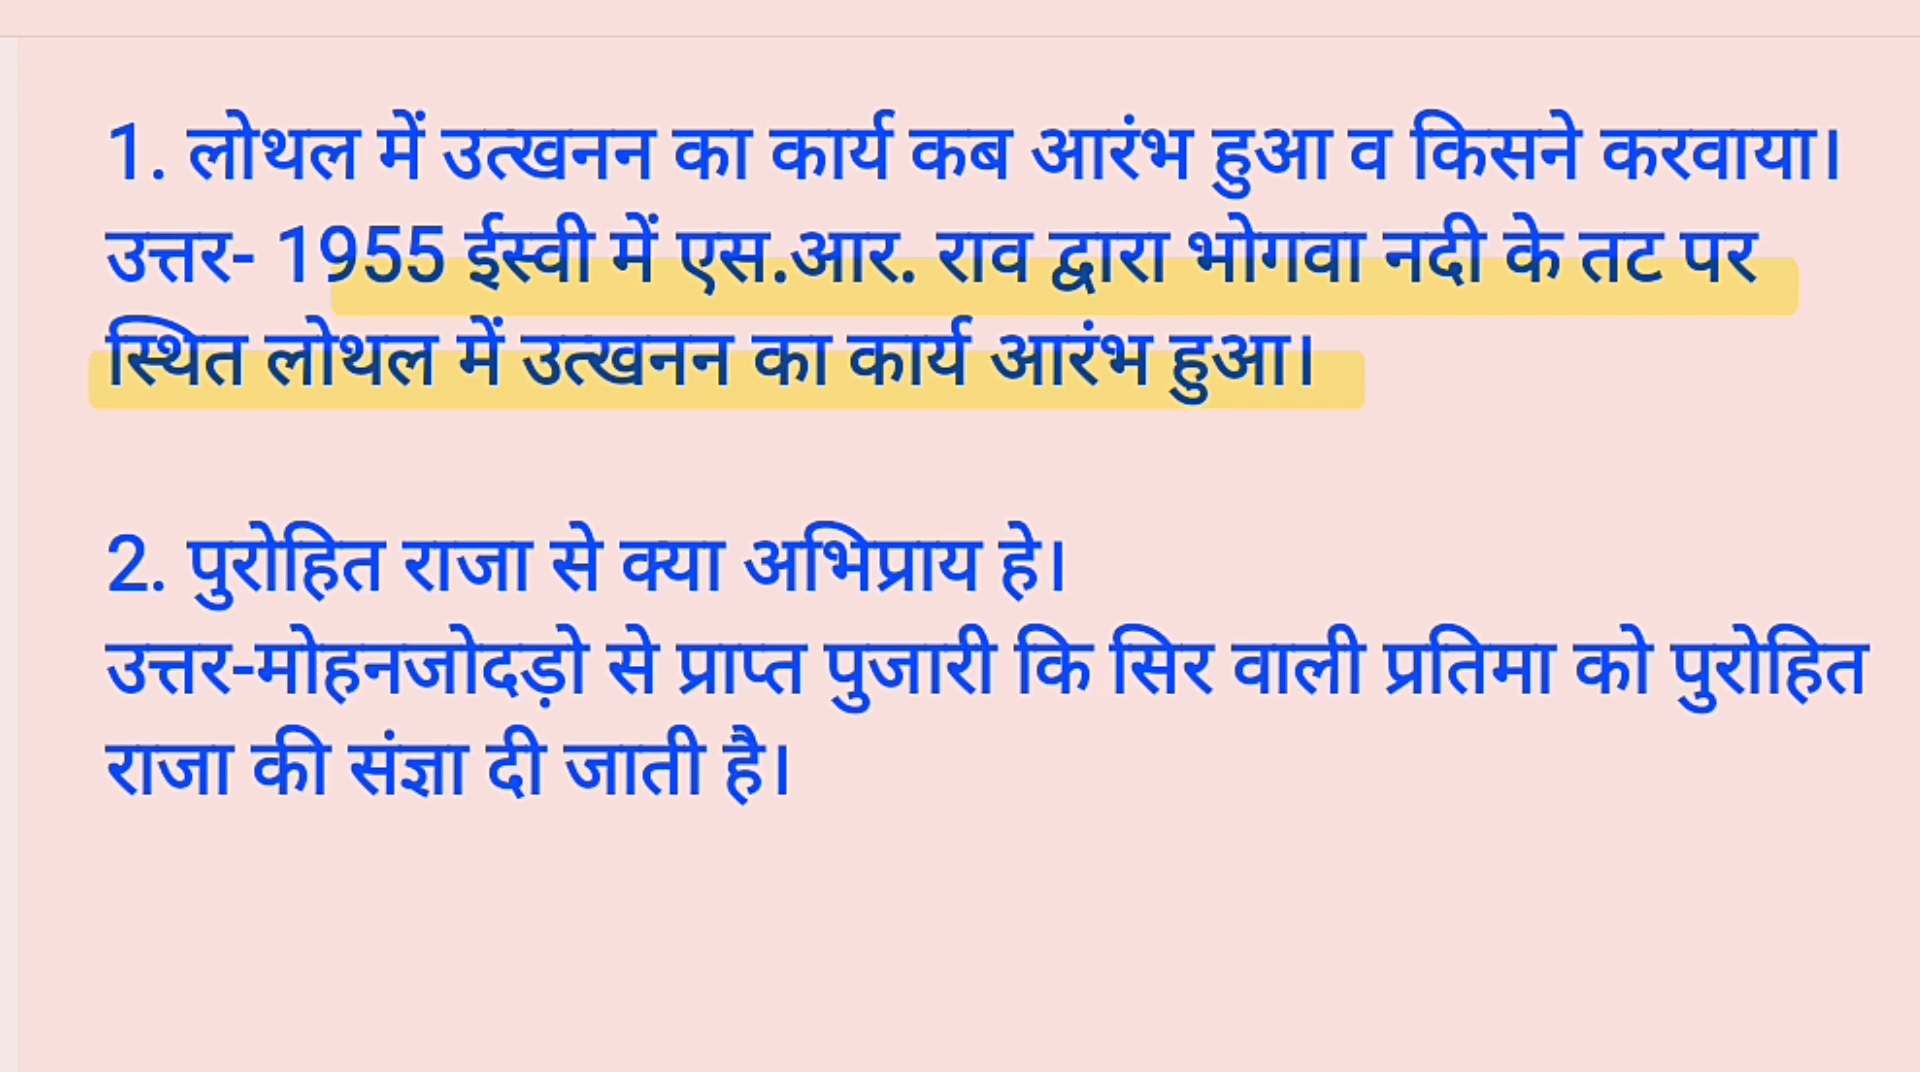 1. लोथल में उत्खनन का कार्य कब आरंभ हुआ व किसने करवाया।
उत्तर- 1955 ईस्वी में एस.आर. राव द्वारा भोगवा नदी के तट पर
स्थित लोथल में उत्खनन का कार्य आरंभ हुआ।
2. पुरोहित राजा से क्या अभिप्राय हे।
उत्तर-मोहनजोदड़ो से प्राप्त पुजारी कि सिर वाली प्रतिमा को पुरोहित
राजा की संज्ञा दी जाती है।